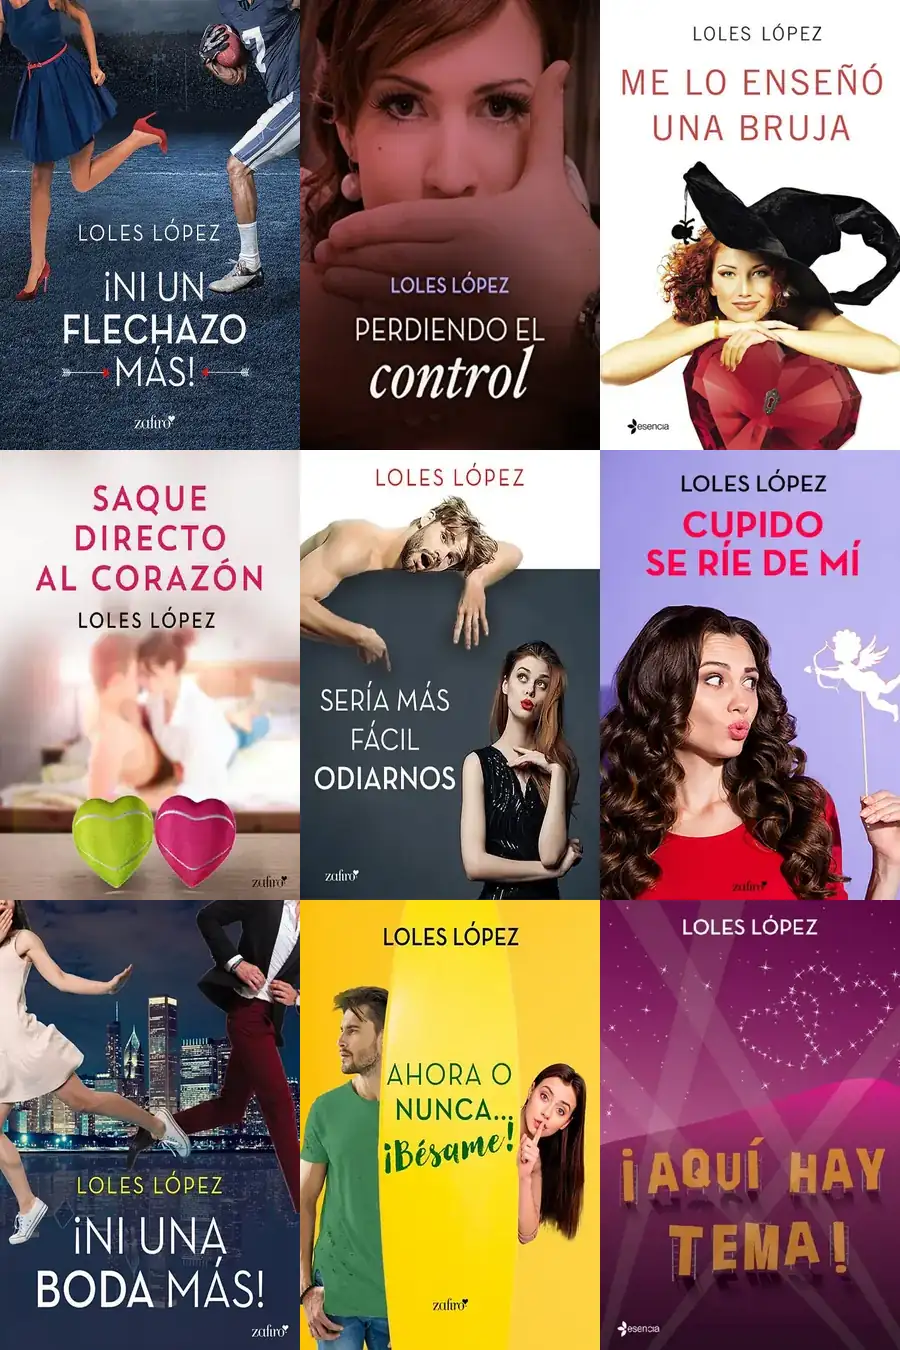 LOLES LÓPEZ
¡NI UN
FLECHAZO
MÁS!
zafiro
LOLES LÓPEZ
PERDIENDO EL
control
LOLES LÓPEZ
ME LO ENSEÑÓ
UNA BRUJA
esencia
SAQUE
DIRECTO
AL CORAZÓN
LOLES LÓPEZ
zafiro
LOLES LÓPEZ
SERÍA MÁS
FÁCIL
ODIARNOS
zafiro
LOLES LÓPEZ
CUPIDO
SE RÍE DE MÍ
zafiro
LOLES LÓPEZ
¡NI UNA
BODA MÁS!
zafiro
LOLES LÓPEZ
AHORA O
NUNCA...
¡Bésame!
zafiro
LOLES LÓPEZ
¡AQUÍ HAY
TEMA!
esencia